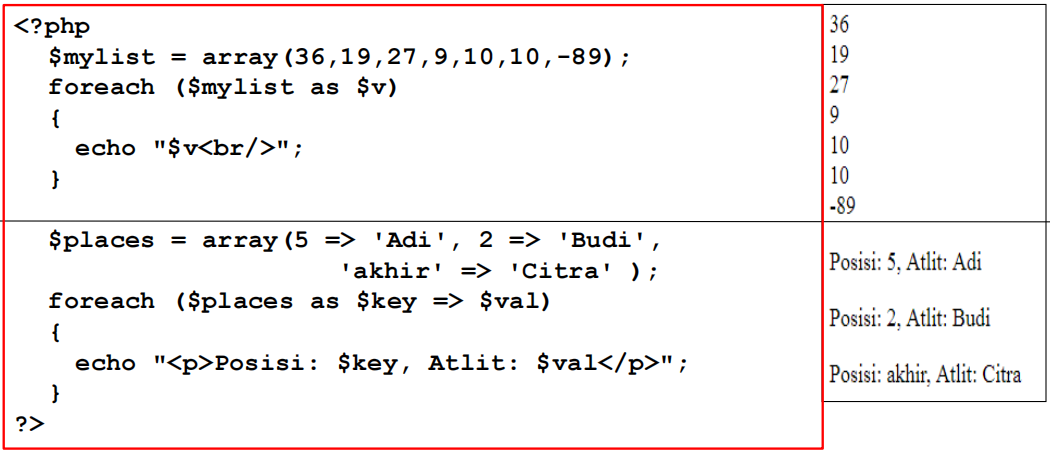 <?php
$mylist = array(36,19,27,9,10,10,-89);
foreach ($mylist as $v)
{
echo "$v<br/>";
}
$places = array(5 => 'Adi', 2 => 'Budi',
'akhir' => 'Citra' );
foreach ($places as $key => $val)
{
echo "<p>Posisi: $key, Atlit: $val</p>";
}
?>
36
19
27
9
10
10
-89
Posisi: 5, Atlit: Adi
Posisi: 2, Atlit: Budi
Posisi: akhir, Atlit: Citra